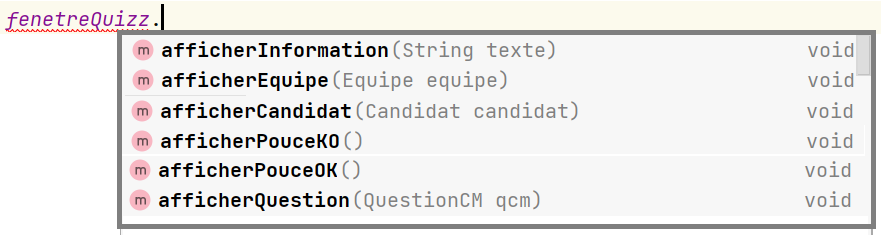 fenetreQuizz.
m afficherInformation(String texte) void
m afficherEquipe(Equipe equipe) void
m afficherCandidat(Candidat candidat) void
m afficherPouceKO() void
m afficherPouceOK() void
m afficherQuestion(QuestionCM qcm) void